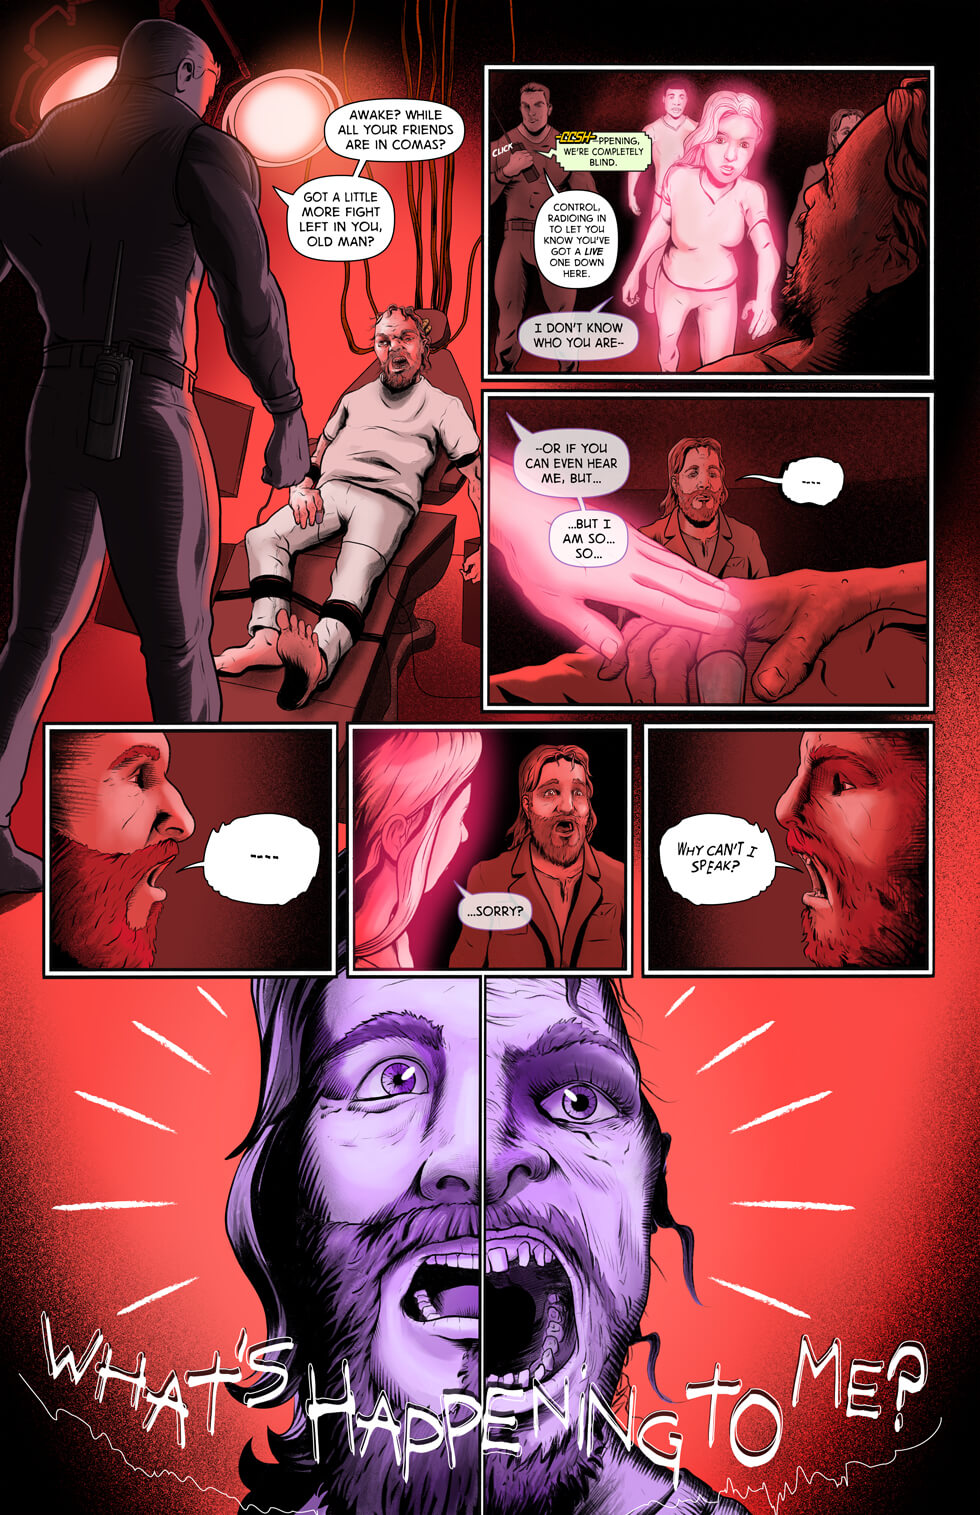 AWAKE? WHILE
ALL YOUR FRIENDS
ARE IN COMAS?
GOT A LITTLE
MORE FIGHT
LEFT IN YOU,
OLD MAN?
CLICK
-CGSH- -PPENING,
WE'RE COMPLETELY
BLIND.
CONTROL,
RADIOING IN
TO LET YOU
KNOW YOU'VE
GOT A LIVE
ONE DOWN
HERE.
I DON'T KNOW
WHO YOU ARE--
--OR IF YOU
CAN EVEN HEAR
ME, BUT...
----
...BUT I
AM SO...
SO...
----
...SORRY?
WHY CAN'T I
SPEAK?
WHAT'S HAPPENING TO ME?